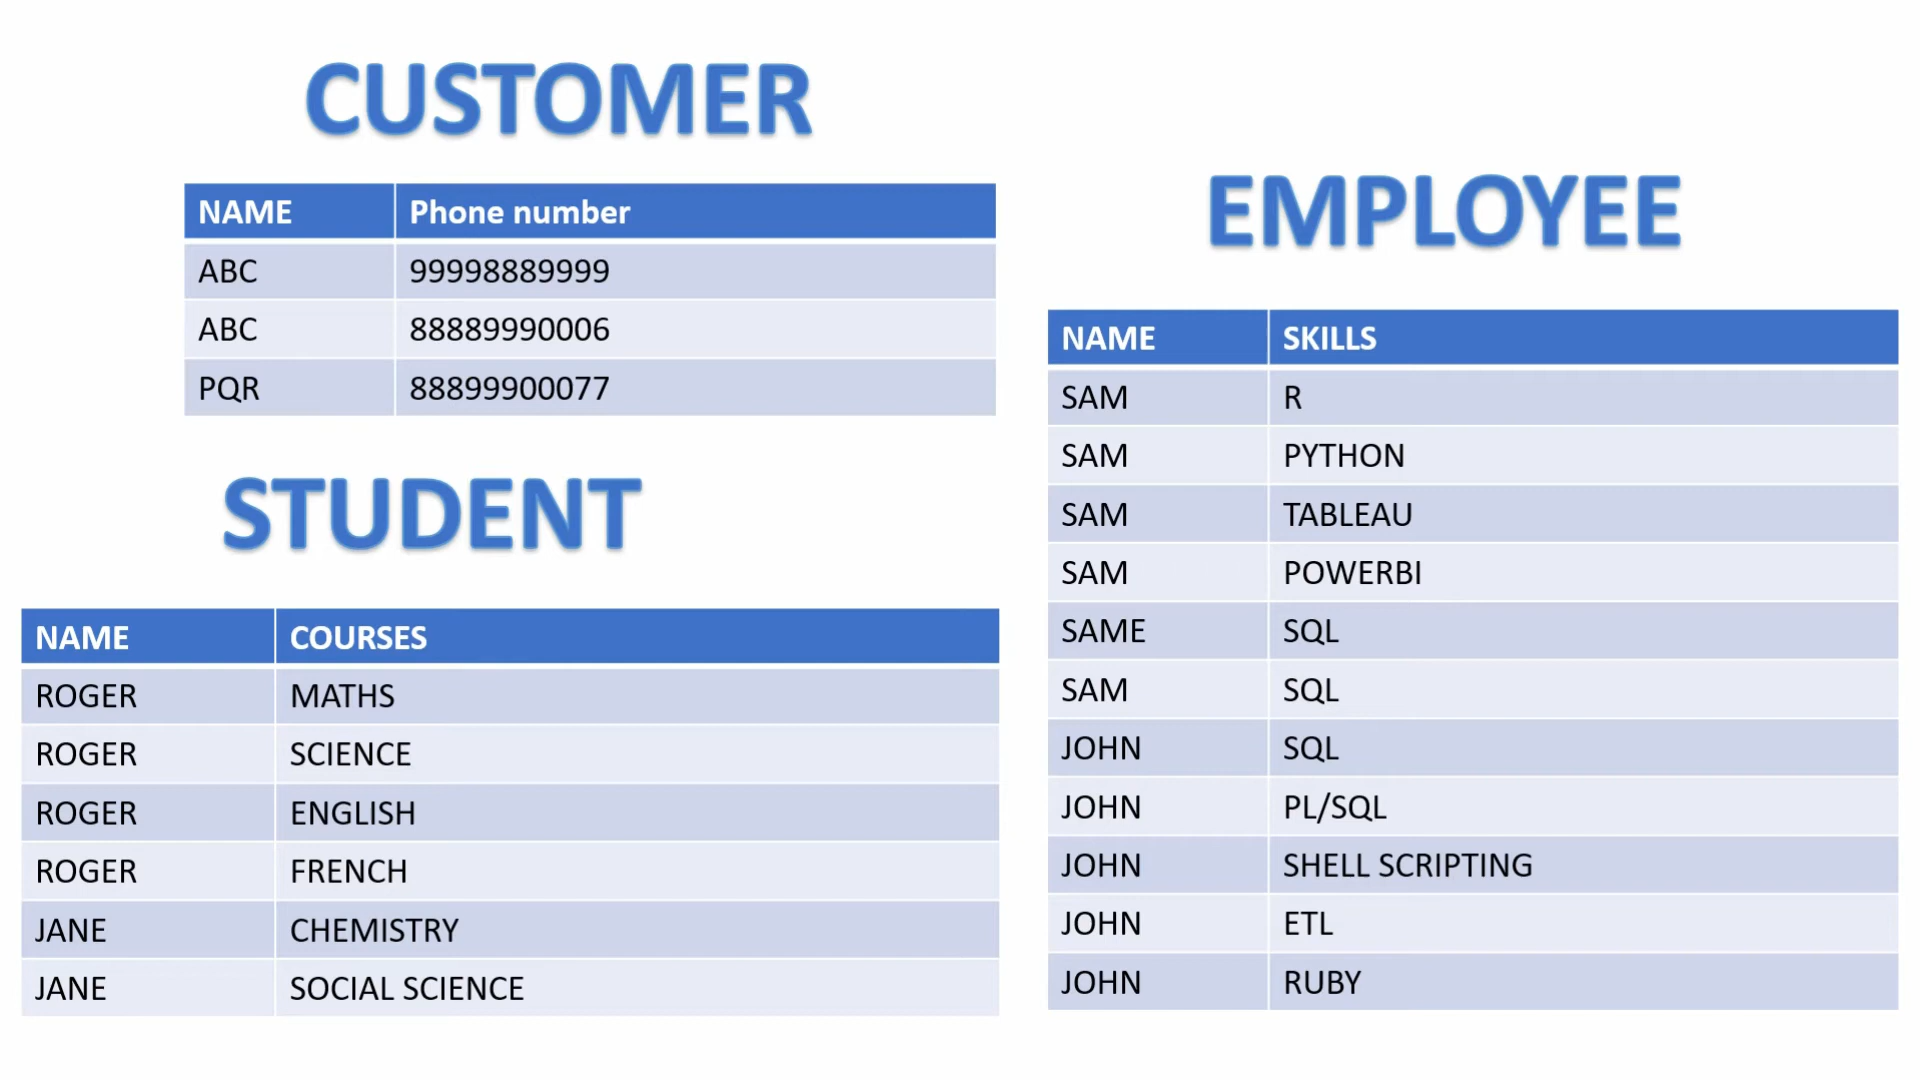 CUSTOMER
NAME Phone number
ABC 99998889999
ABC 88889990006
PQR 88899900077
STUDENT
NAME COURSES
ROGER MATHS
ROGER SCIENCE
ROGER ENGLISH
ROGER FRENCH
JANE CHEMISTRY
JANE SOCIAL SCIENCE
EMPLOYEE
NAME SKILLS
SAM R
SAM PYTHON
SAM TABLEAU
SAM POWERBI
SAME SQL
SAM SQL
JOHN SQL
JOHN PL/SQL
JOHN SHELL SCRIPTING
JOHN ETL
JOHN RUBY